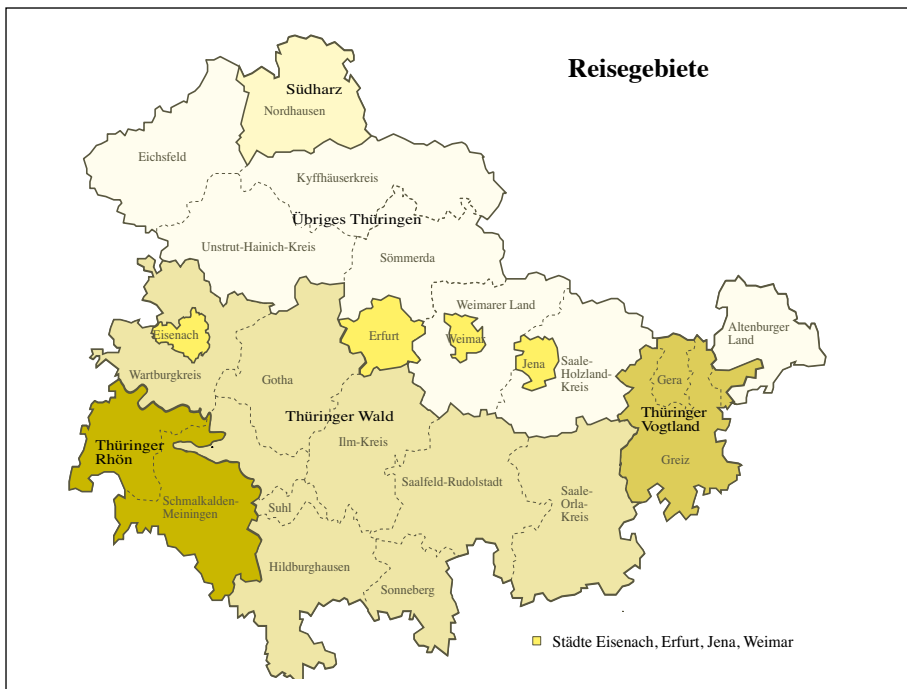 Reisegebiete
Südharz
Nordhausen
Eichsfeld
Kyffhäuserkreis
Übriges Thüringen
Unstrut-Hainich-Kreis
Sömmerda
Weimarer Land
Altenburger
Land
Eisenach
Erfurt
Weimar
Jena
Saale-
Holzland-
Kreis
Wartburgkreis
Gotha
Gera
Thüringer
Vogtland
Greiz
Thüringer Wald
Ilm-Kreis
Thüringer
Rhön
Saalfeld-Rudolstadt
Saale-
Orla-
Kreis
Schmalkalden-
Meiningen
Suhl
Hildburghausen
Sonneberg
Städte Eisenach, Erfurt, Jena, Weimar